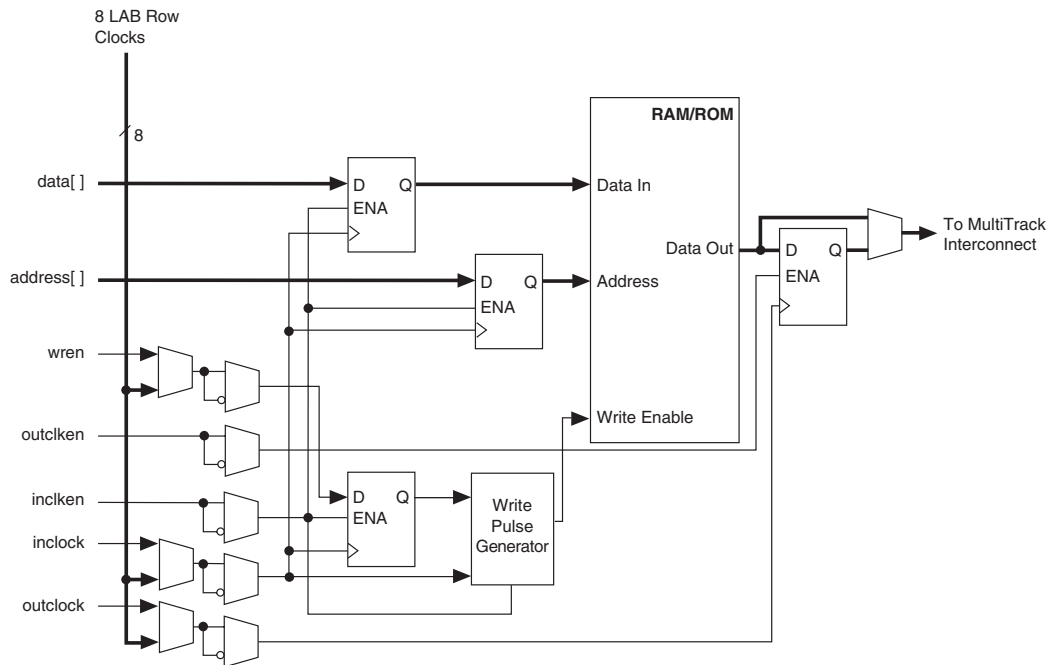 8 LAB Row
Clocks
8
RAM/ROM
data[ ]
D Q
ENA
Data In
address[ ]
D Q
ENA
Address
Data Out
D Q
ENA
To MultiTrack
Interconnect
wren
outclken
inclken
inclock
outclock
D Q
ENA
Write
Pulse
Generator
Write Enable